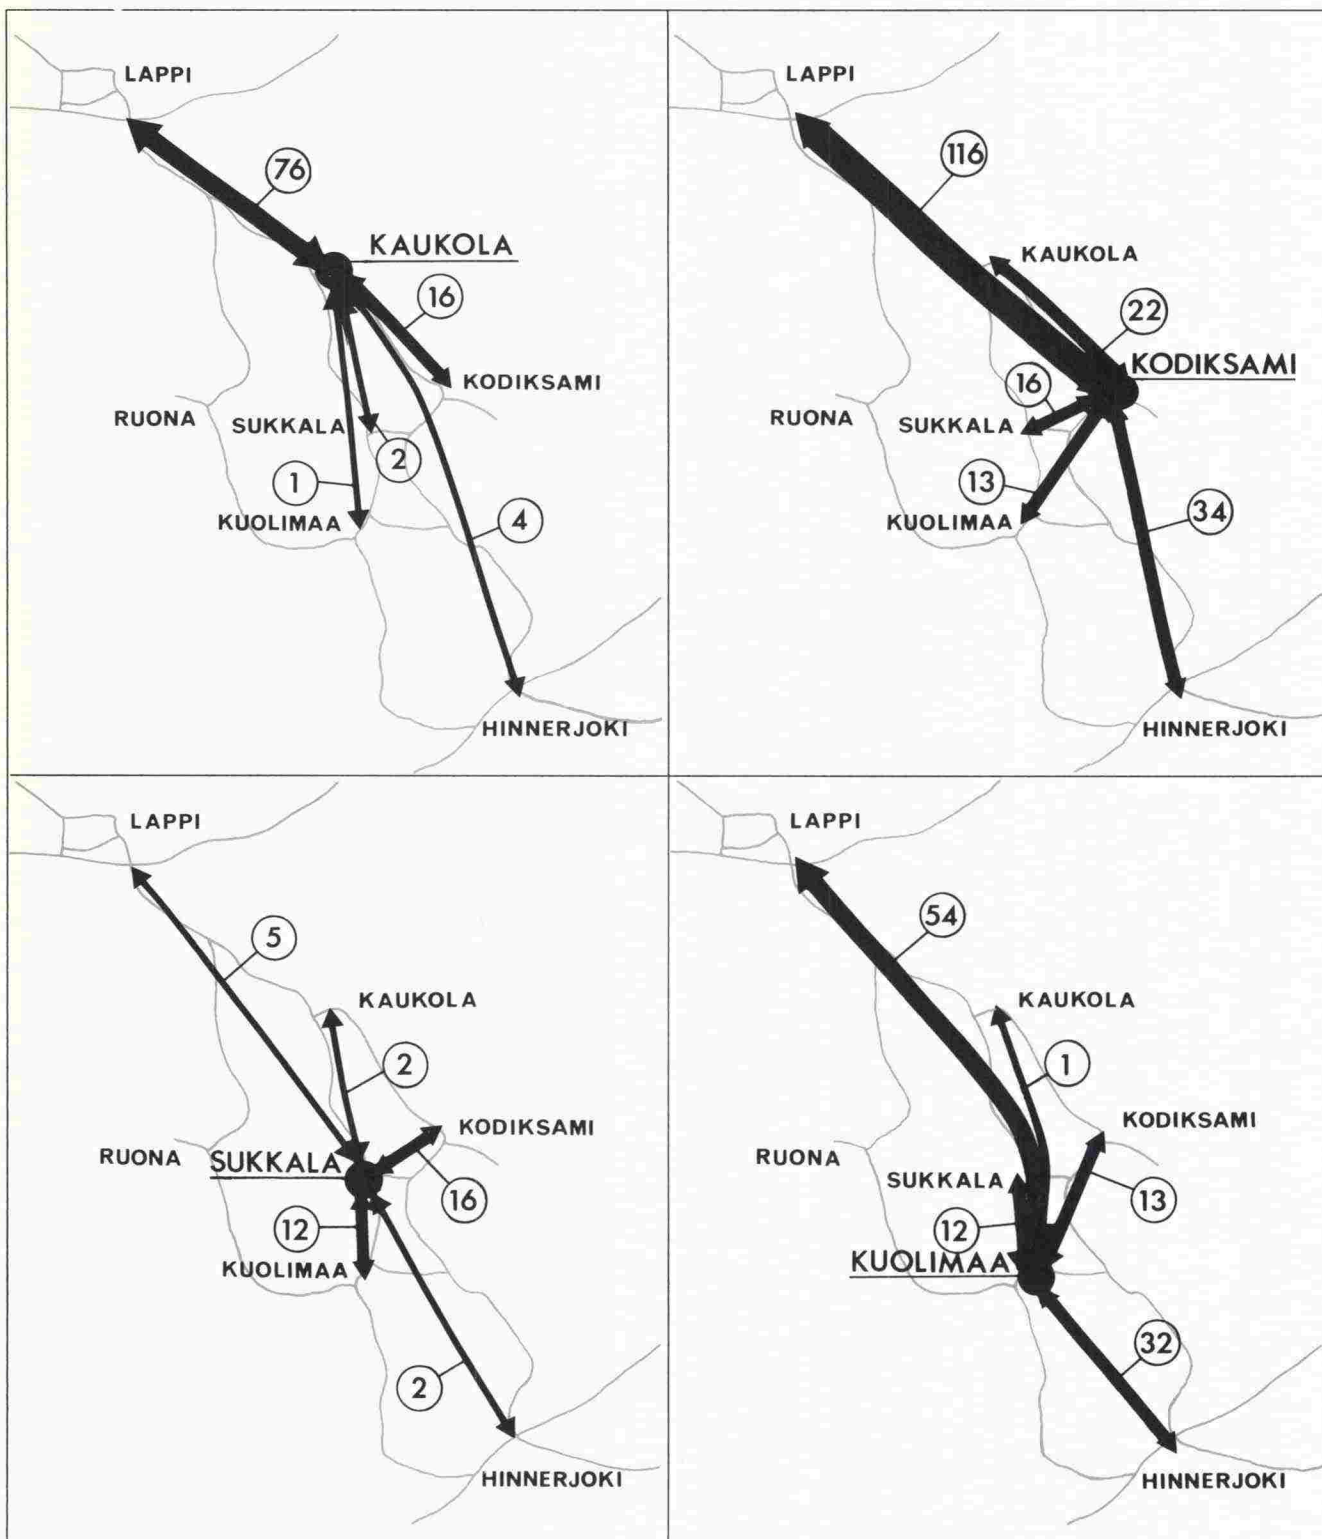 LAPPI
76
KAUKOLA
16
KODIKSAMI
RUONA
SUKKALA
2
1
KUOLIMAA
4
HINNERJOKI
LAPPI
116
KAUKOLA
22
KODIKSAMI
16
SUKKALA
13
KUOLIMAA
34
HINNERJOKI
LAPPI
5
KAUKOLA
2
KODIKSAMI
RUONA
SUKKALA
16
12
KUOLIMAA
2
HINNERJOKI
LAPPI
54
KAUKOLA
1
KODIKSAMI
RUONA
SUKKALA
13
12
KUOLIMAA
32
HINNERJOKI